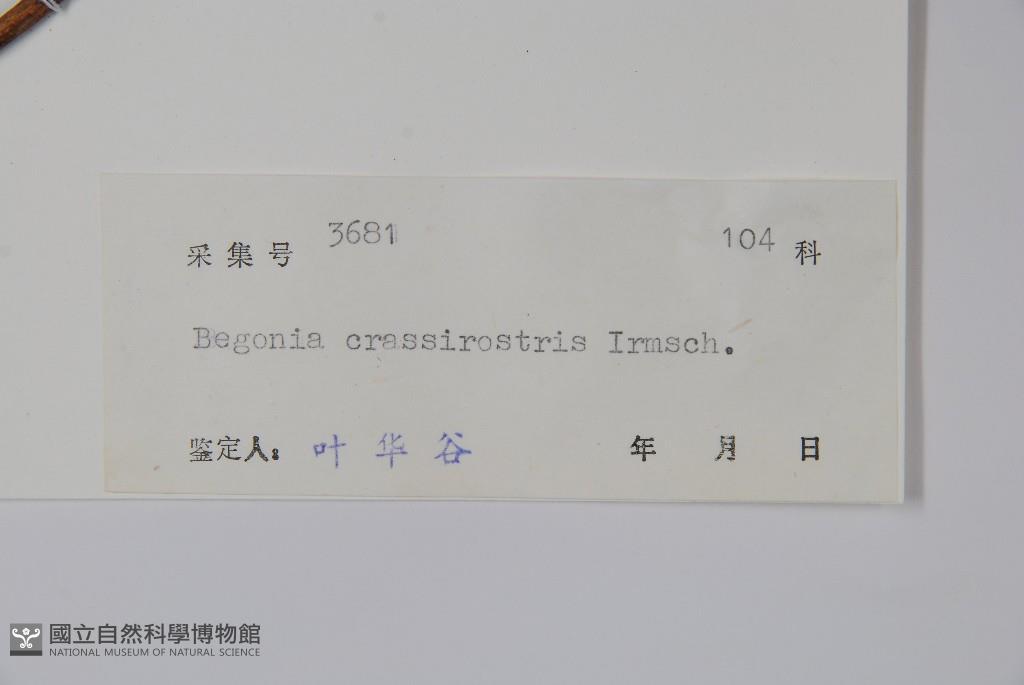 采集号 3681 104 科
Begonia crassirostris Irmsch.
鉴定人: 叶华谷 年 月 日
國立自然科學博物館
NATIONAL MUSEUM OF NATURAL SCIENCE